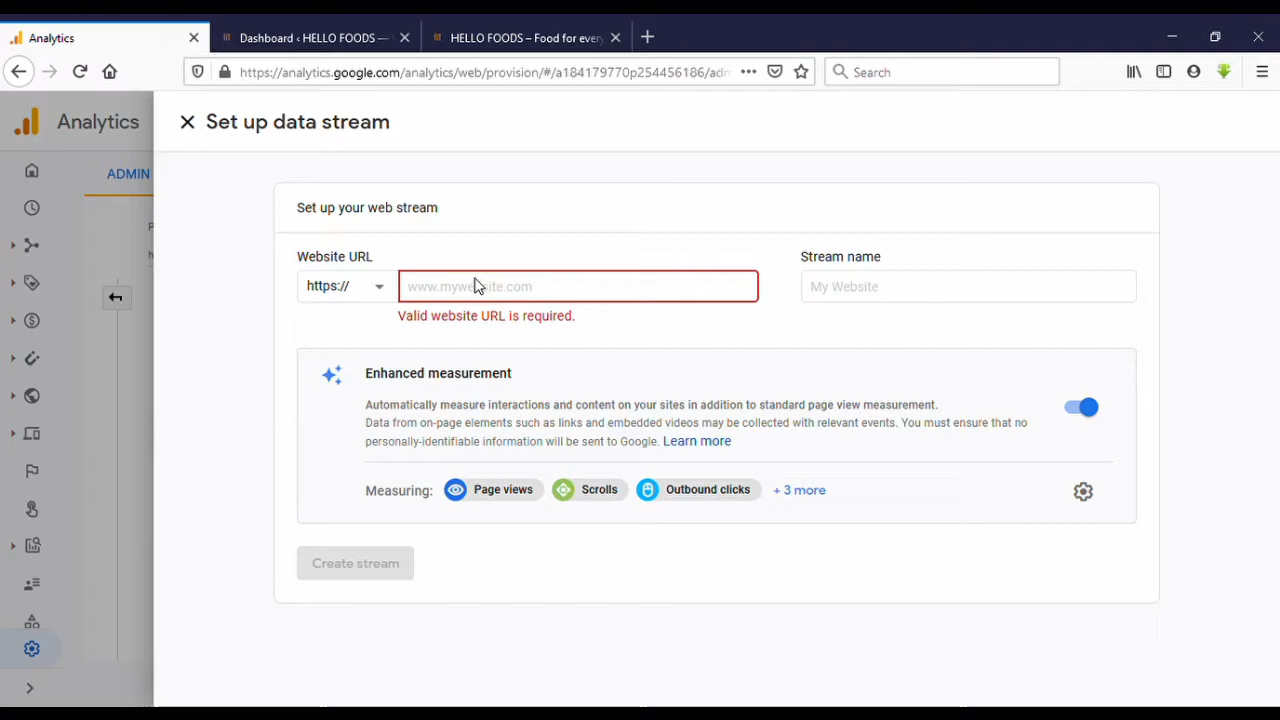 Analytics
Dashboard ‹ HELLO FOODS —
HELLO FOODS – Food for every
https://analytics.google.com/analytics/web/provision/#/a184179770p254456186/adm
Search
Analytics
Set up data stream
ADMIN
Set up your web stream
Website URL
Stream name
https://
www.mywebsite.com
My Website
Valid website URL is required.
Enhanced measurement
Automatically measure interactions and content on your sites in addition to standard page view measurement.
Data from on-page elements such as links and embedded videos may be collected with relevant events. You must ensure that no
personally-identifiable information will be sent to Google. Learn more
Measuring: Page views Scrolls Outbound clicks + 3 more
Create stream